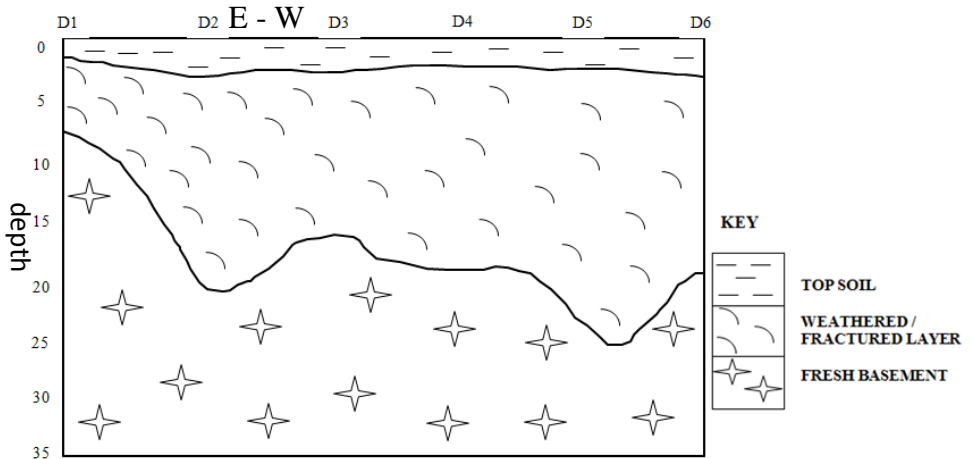 E - W
D1 D2 D3 D4 D5 D6
0
5
10
15
20
25
30
35
depth
KEY
TOP SOIL
WEATHERED /
FRACTURED LAYER
FRESH BASEMENT